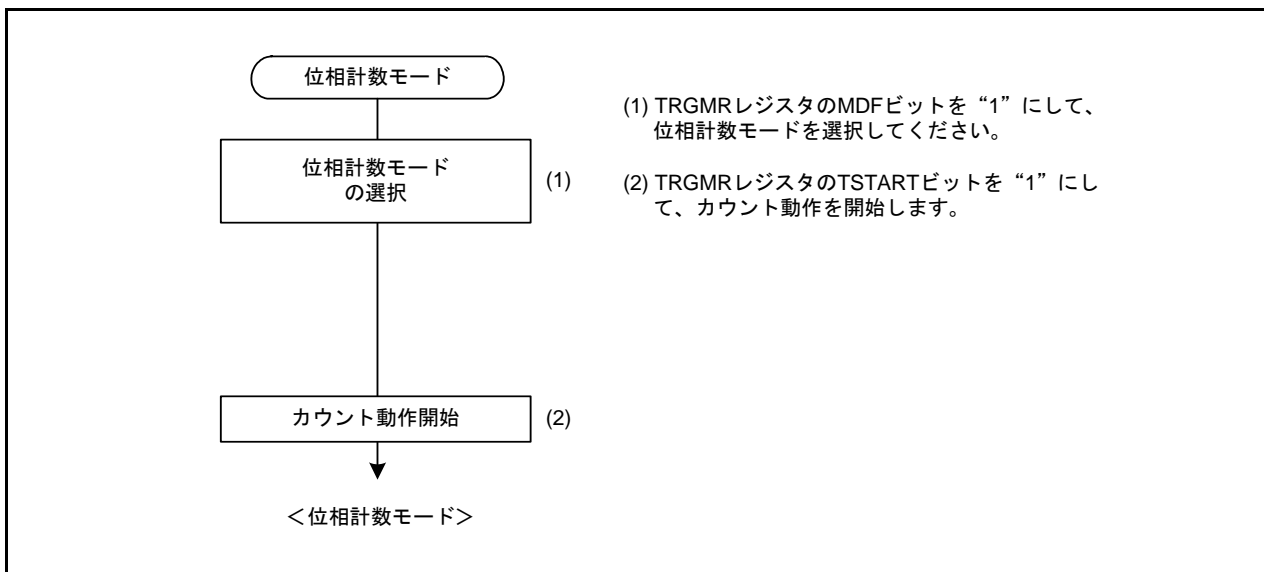 位相計数モード
位相計数モード
の選択
(1)
カウント動作開始
(2)
＜位相計数モード＞
(1) TRGMRレジスタのMDFビットを“1”にして、
位相計数モードを選択してください。
(2) TRGMRレジスタのTSTARTビットを“1”にし
て、カウント動作を開始します。